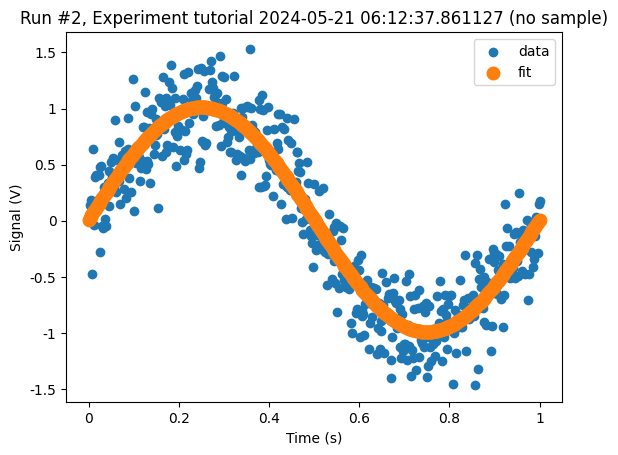 Run #2, Experiment tutorial 2024-05-21 06:12:37.861127 (no sample)
data
fit
1.5
1
0.5
0
-0.5
-1
-1.5
Signal (V)
0
0.2
0.4
0.6
0.8
1
Time (s)